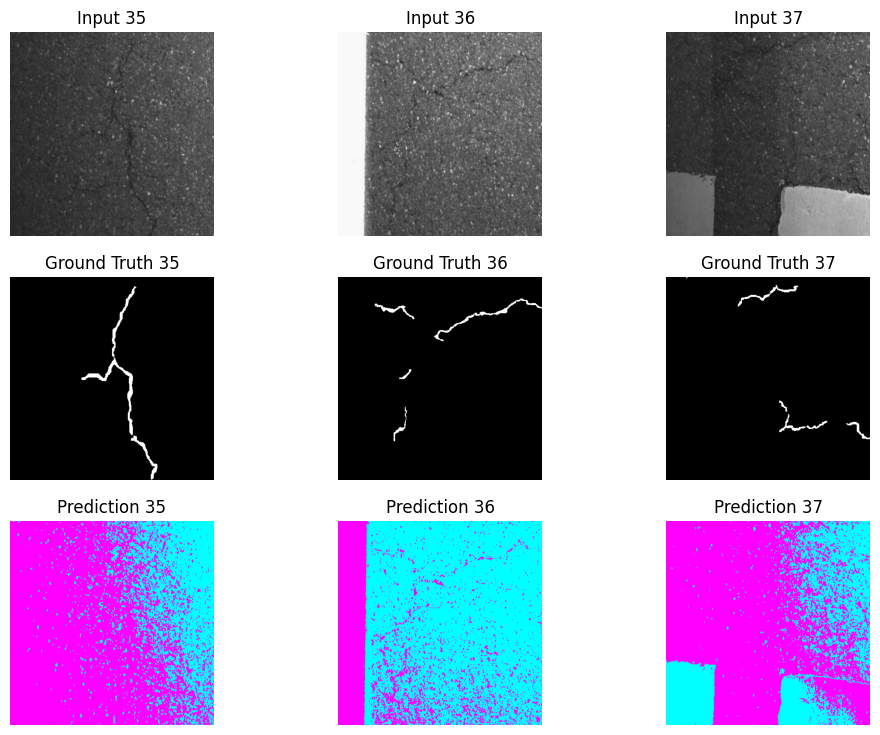 Input 35
Input 36
Input 37
Ground Truth 35
Ground Truth 36
Ground Truth 37
Prediction 35
Prediction 36
Prediction 37